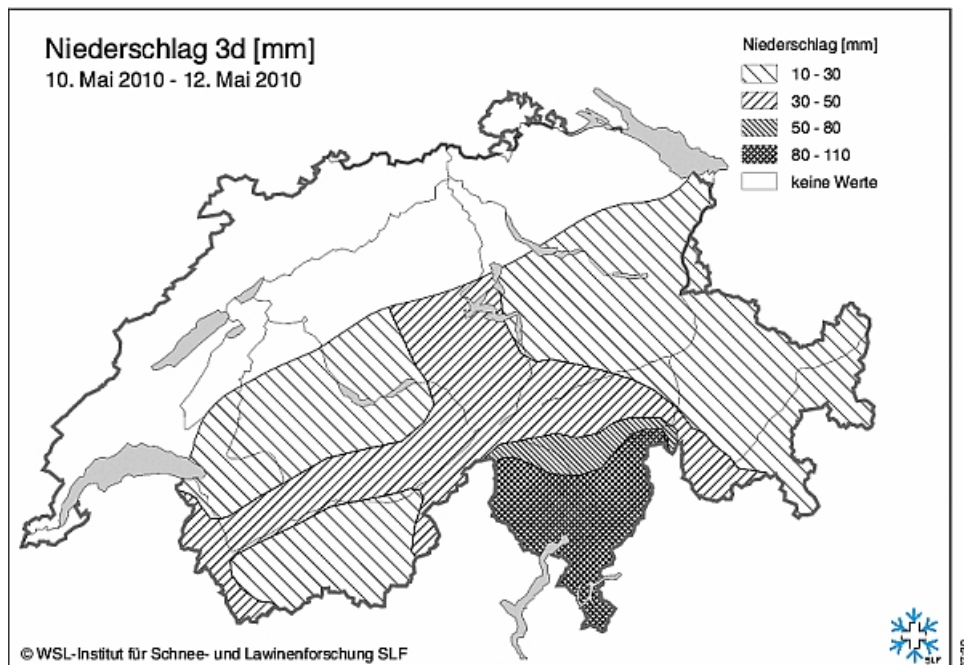 Niederschlag 3d [mm]
10. Mai 2010 - 12. Mai 2010
Niederschlag [mm]
10 - 30
30 - 50
50 - 80
80 - 110
keine Werte
© WSL-Institut für Schnee- und Lawinenforschung SLF
SLF